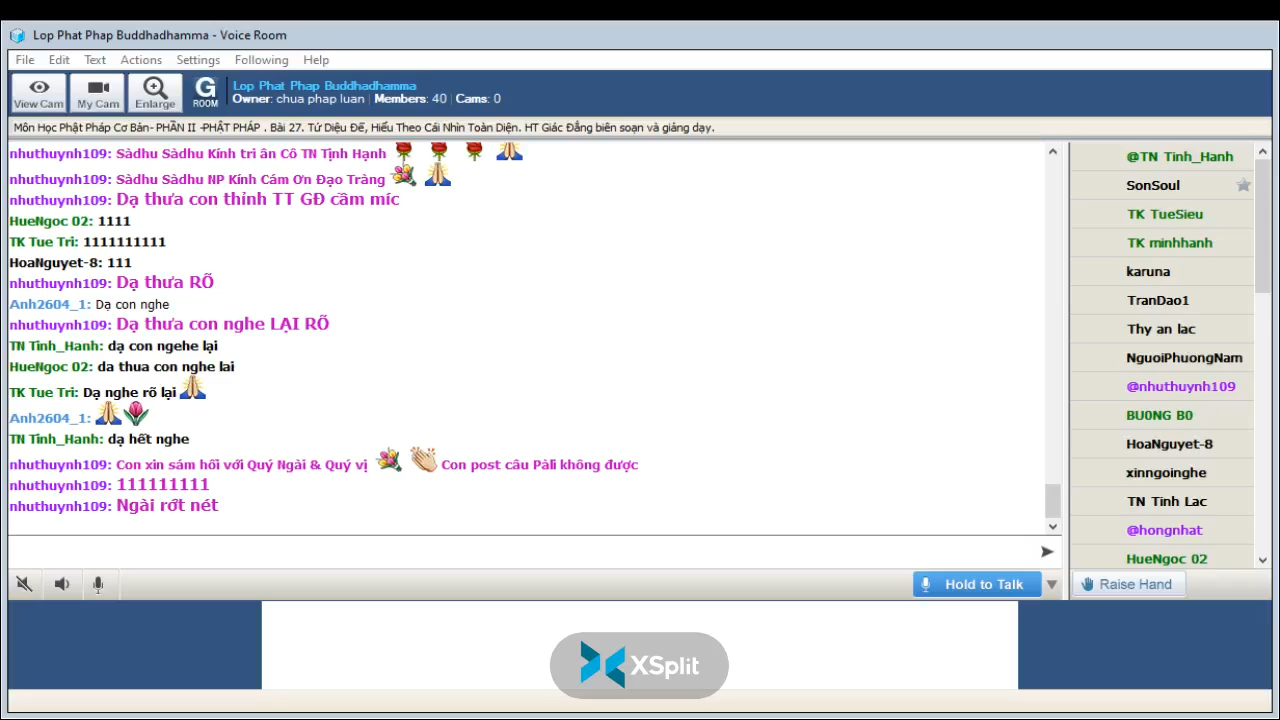 Lop Phat Phap Buddhadhamma - Voice Room
File Edit Text Actions Settings Following Help
View Cam My Cam Enlarge G ROOM
Lop Phat Phap Buddhadhamma
Owner: chua phap luan | Members: 40 | Cams: 0
Môn Học Phật Pháp Cơ Bản- PHẦN II -PHẬT PHÁP . Bài 27. Tứ Diệu Đế, Hiểu Theo Cái Nhìn Toàn Diện. HT Giác Đẳng biên soạn và giảng dạy.
nhuthuynh109: Sàdhu Sàdhu Kính tri ân Cô TN Tịnh Hạnh
nhuthuynh109: Sàdhu Sàdhu NP Kính Cám Ơn Đạo Tràng
nhuthuynh109: Dạ thưa con thỉnh TT GĐ cầm míc
HueNgoc 02: 1111
TK Tue Tri: 1111111111
HoaNguyet-8: 111
nhuthuynh109: Dạ thưa RÕ
Anh2604_1: Dạ con nghe
nhuthuynh109: Dạ thưa con nghe LẠI RÕ
TN Tinh_Hanh: dạ con ngehe lại
HueNgoc 02: da thua con nghe lai
TK Tue Tri: Dạ nghe rõ lại
Anh2604_1:
TN Tinh_Hanh: dạ hết nghe
nhuthuynh109: Con xin sám hối với Quý Ngài & Quý vị Con post câu Pàli không được
nhuthuynh109: 111111111
nhuthuynh109: Ngài rớt nét
@TN Tinh_Hanh
SonSoul
TK TueSieu
TK minhhanh
karuna
TranDao1
Thy an lac
NguoiPhuongNam
@nhuthuynh109
BU0NG B0
HoaNguyet-8
xinngoinghe
TN Tinh Lac
@hongnhat
HueNgoc 02
Hold to Talk
Raise Hand
XSplit